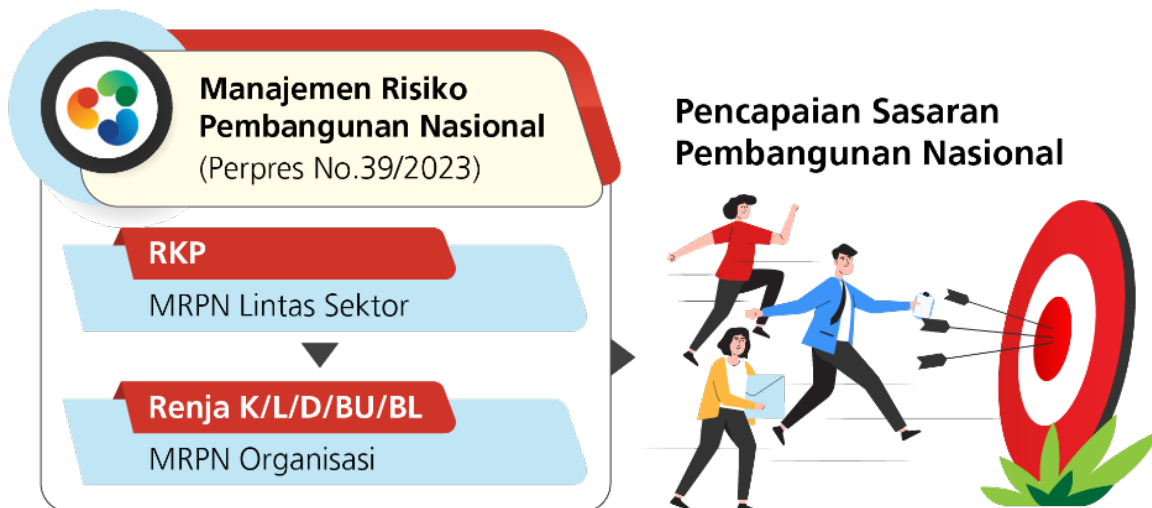 Manajemen Risiko
Pembangunan Nasional
(Perpres No.39/2023)
RKP
MRPN Lintas Sektor
Renja K/L/D/BU/BL
MRPN Organisasi
Pencapaian Sasaran
Pembangunan Nasional